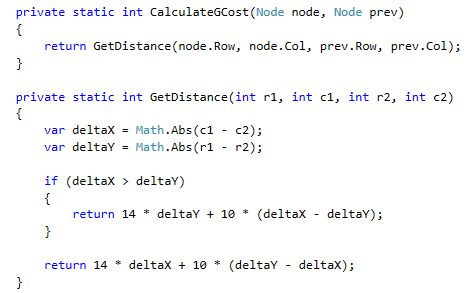 private static int CalculateGCost(Node node, Node prev)
{
    return GetDistance(node.Row, node.Col, prev.Row, prev.Col);
}

private static int GetDistance(int r1, int c1, int r2, int c2)
{
    var deltaX = Math.Abs(c1 - c2);
    var deltaY = Math.Abs(r1 - r2);

    if (deltaX > deltaY)
    {
        return 14 * deltaY + 10 * (deltaX - deltaY);
    }

    return 14 * deltaX + 10 * (deltaY - deltaX);
}